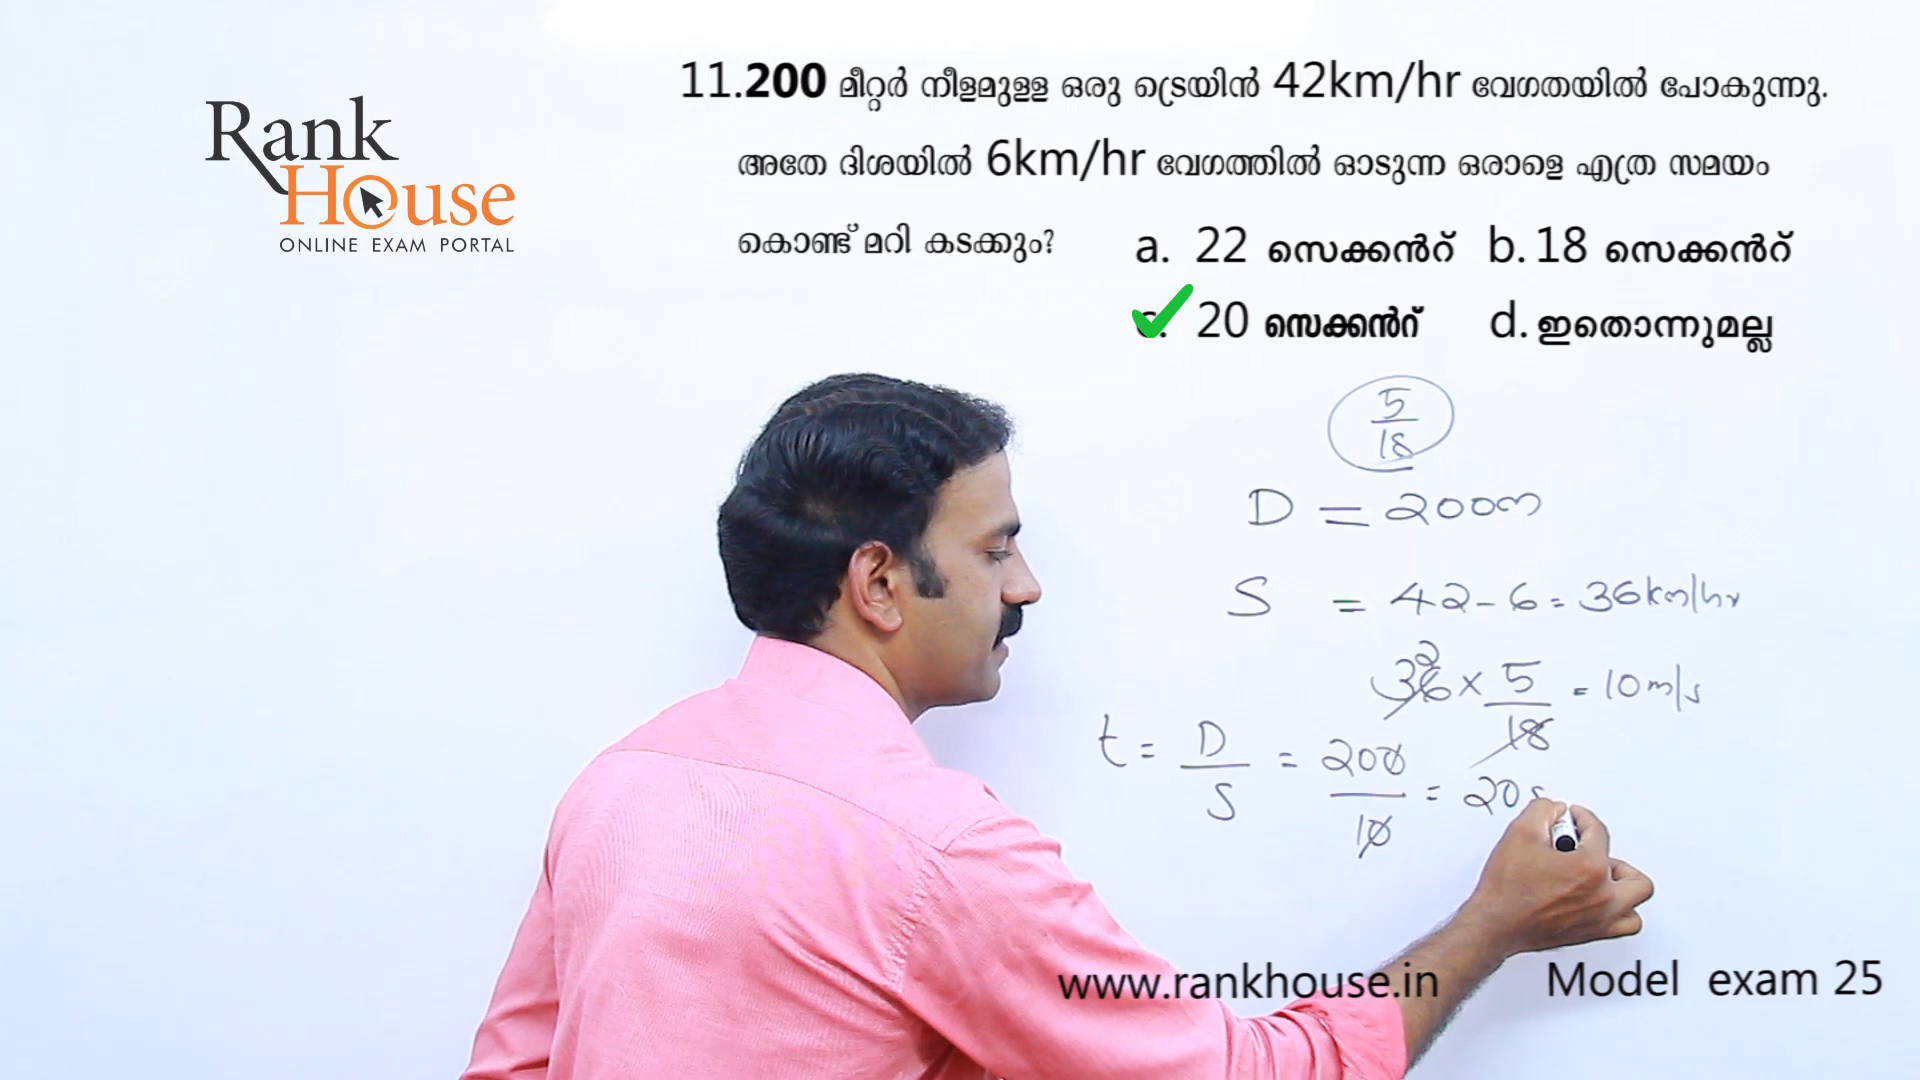 Rank
House
ONLINE EXAM PORTAL
11.200 മീറ്റർ നീളമുള്ള ഒരു ട്രെയിൻ 42km/hr വേഗതയിൽ പോകുന്നു.
അതേ ദിശയിൽ 6km/hr വേഗത്തിൽ ഓടുന്ന ഒരാളെ എത്ര സമയം
കൊണ്ട് മറി കടക്കും?
a. 22 സെക്കൻറ് b. 18 സെക്കൻറ്
c. 20 സെക്കൻറ് d. ഇതൊന്നുമല്ല
5/18
D = 200m
S = 42 - 6 = 36km/hr
36 2 × 5/18 = 10 m/s
t = D/S = 200/10 = 20s
www.rankhouse.in Model exam 25